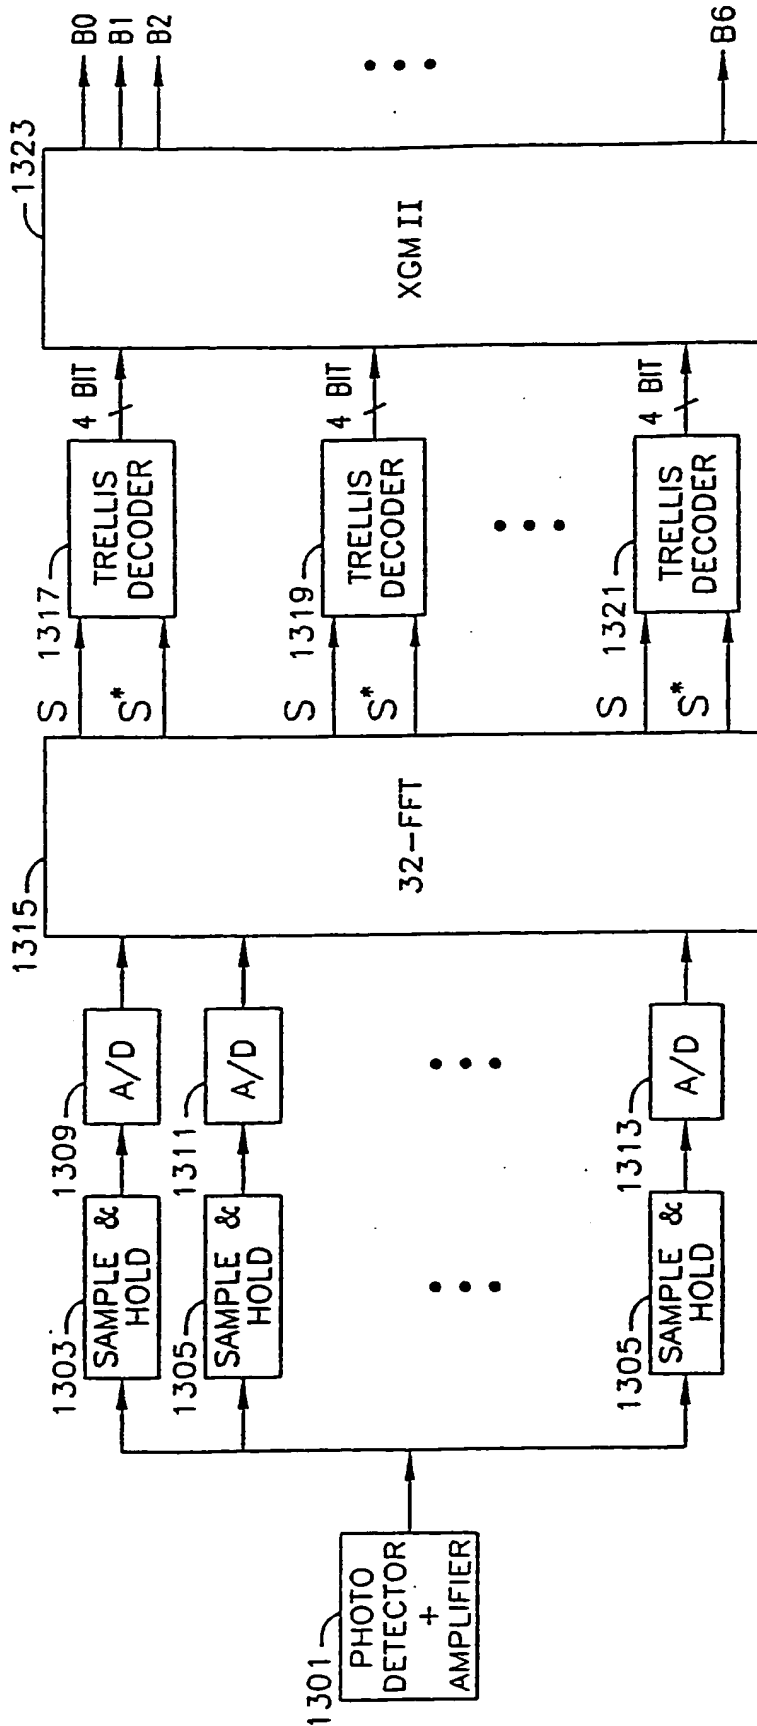 1301
PHOTO
DETECTOR
+
AMPLIFIER
1303
SAMPLE &
HOLD
1305
SAMPLE &
HOLD
1305
SAMPLE &
HOLD
1309
A/D
1311
A/D
1313
A/D
1315
32-FFT
S
S*
S
S*
S
S*
1317
TRELLIS
DECODER
1319
TRELLIS
DECODER
1321
TRELLIS
DECODER
4 BIT
4 BIT
4 BIT
1323
XGMII
B0
B1
B2
B6